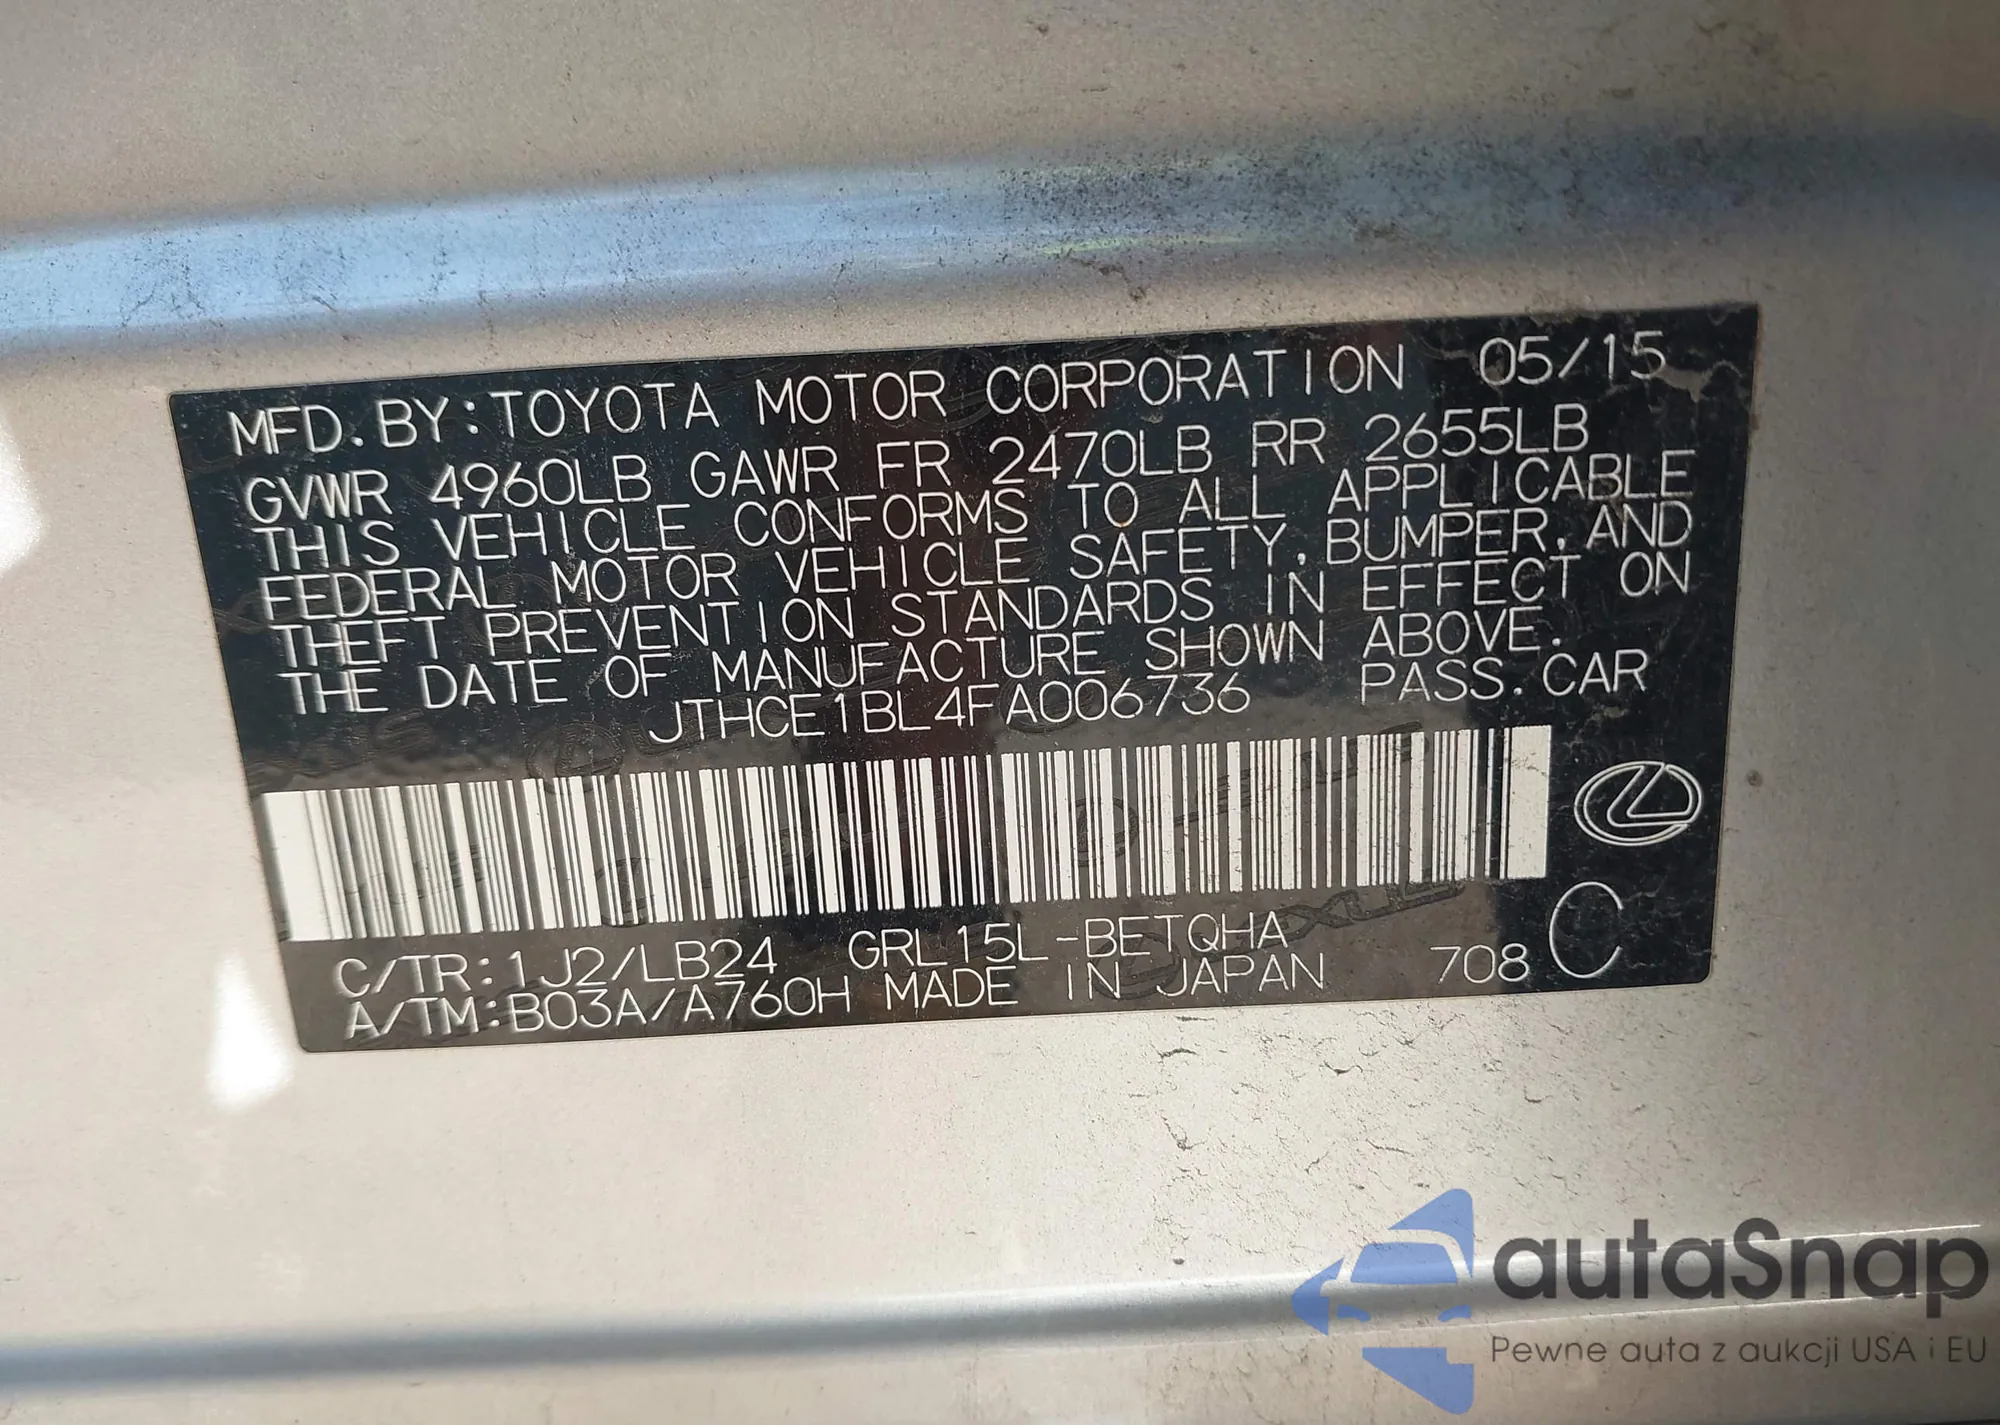 MFD. BY: TOYOTA MOTOR CORPORATION 05/15
GVWR 4960LB GAWR FR 2470LB RR 2655LB
THIS VEHICLE CONFORMS TO ALL APPLICABLE
FEDERAL MOTOR VEHICLE SAFETY, BUMPER, AND
THEFT PREVENTION STANDARDS IN EFFECT ON
THE DATE OF MANUFACTURE SHOWN ABOVE.
JTHCE1BL4FA006736 PASS. CAR
C/TR: 1J2/LB24 GRL15L-BETQHA
A/TM: B03A/A760H MADE IN JAPAN 708 C
autaSnap
Pewne auta z aukcji USA i EU